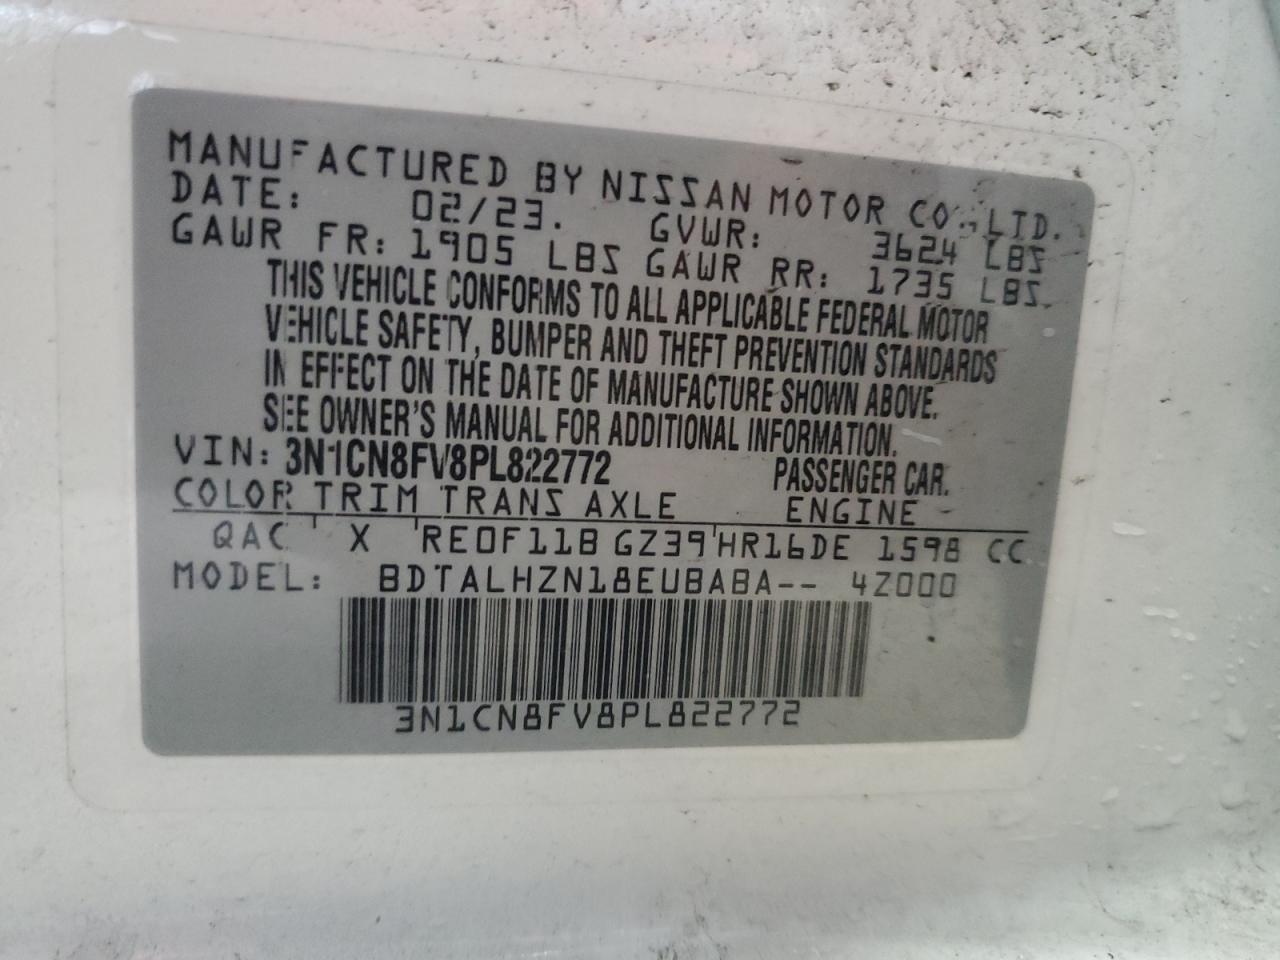 MANUFACTURED BY NISSAN MOTOR CO., LTD.
DATE: 02/23. GVWR: 3624 LBS
GAWR FR: 1905 LBS GAWR RR: 1735 LBS.
THIS VEHICLE CONFORMS TO ALL APPLICABLE FEDERAL MOTOR
VEHICLE SAFETY, BUMPER AND THEFT PREVENTION STANDARDS
IN EFFECT ON THE DATE OF MANUFACTURE SHOWN ABOVE.
SEE OWNER'S MANUAL FOR ADDITIONAL INFORMATION.
VIN: 3N1CN8FV8PL822772 PASSENGER CAR.
COLOR TRIM TRANS AXLE ENGINE
QAC X RE0F11B GZ39 HR16DE 1598 CC
MODEL: BDTALHZN18EUBABA-- 4Z000
3N1CN8FV8PL822772